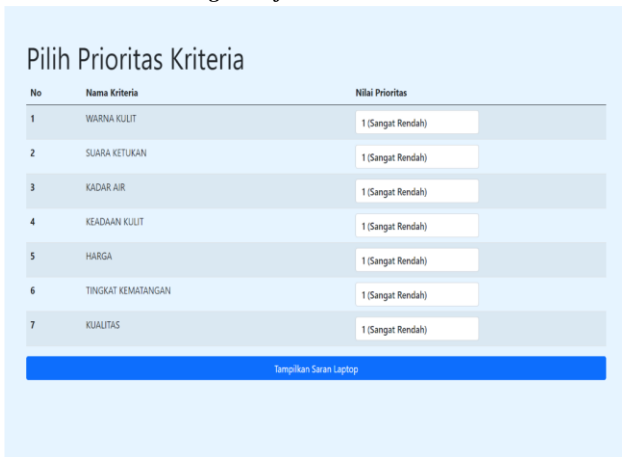 Pilih Prioritas Kriteria
No Nama Kriteria Nilai Prioritas
1 WARNA KULIT 1 (Sangat Rendah)
2 SUARA KETUKAN 1 (Sangat Rendah)
3 KADAR AIR 1 (Sangat Rendah)
4 KEADAAN KULIT 1 (Sangat Rendah)
5 HARGA 1 (Sangat Rendah)
6 TINGKAT KEMATANGAN 1 (Sangat Rendah)
7 KUALITAS 1 (Sangat Rendah)
Tampilkan Saran Laptop